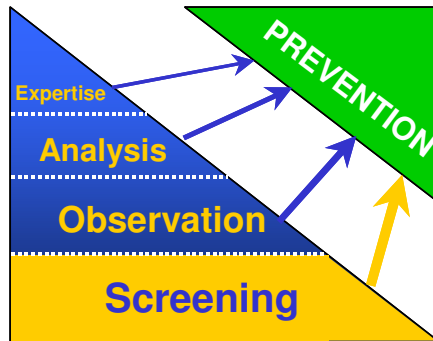 PREVENTION
Expertise
Analysis
Observation
Screening